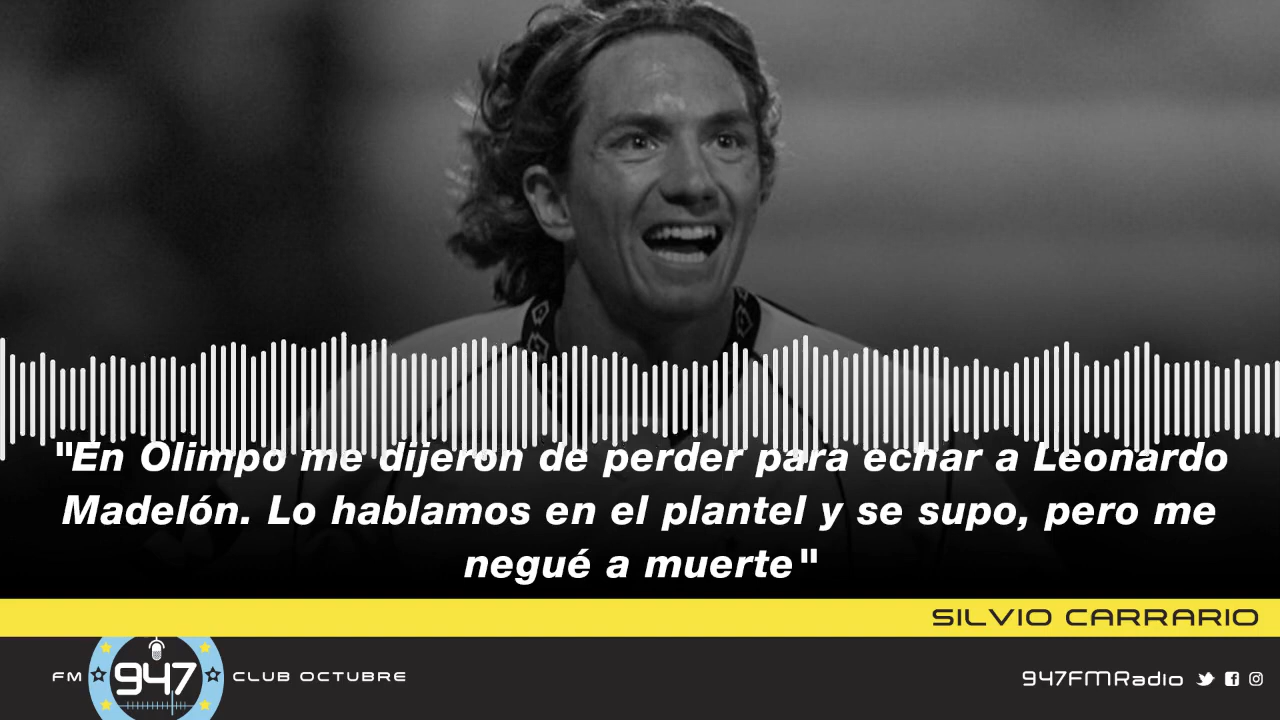 "En Olimpo me dijeron de perder para echar a Leonardo
Madelón. Lo hablamos en el plantel y se supo, pero me
negué a muerte"
SILVIO CARRARIO
FM 947 CLUB OCTUBRE
947FMRadio